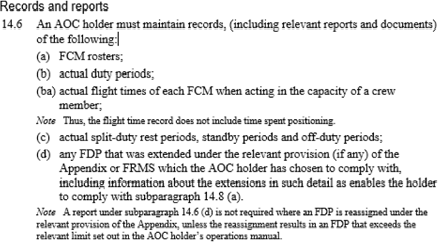 Records and reports
14.6 An AOC holder must maintain records, (including relevant reports and documents)
of the following:
(a) FCM rosters;
(b) actual duty periods;
(ba) actual flight times of each FCM when acting in the capacity of a crew
member;
Note Thus, the flight time record does not include time spent positioning.
(c) actual split-duty rest periods, standby periods and off-duty periods;
(d) any FDP that was extended under the relevant provision (if any) of the
Appendix or FRMS which the AOC holder has chosen to comply with,
including information about the extensions in such detail as enables the holder
to comply with subparagraph 14.8 (a).
Note A report under subparagraph 14.6 (d) is not required where an FDP is reassigned under the
relevant provision of the Appendix, unless the reassignment results in an FDP that exceeds the
relevant limit set out in the AOC holder's operations manual.